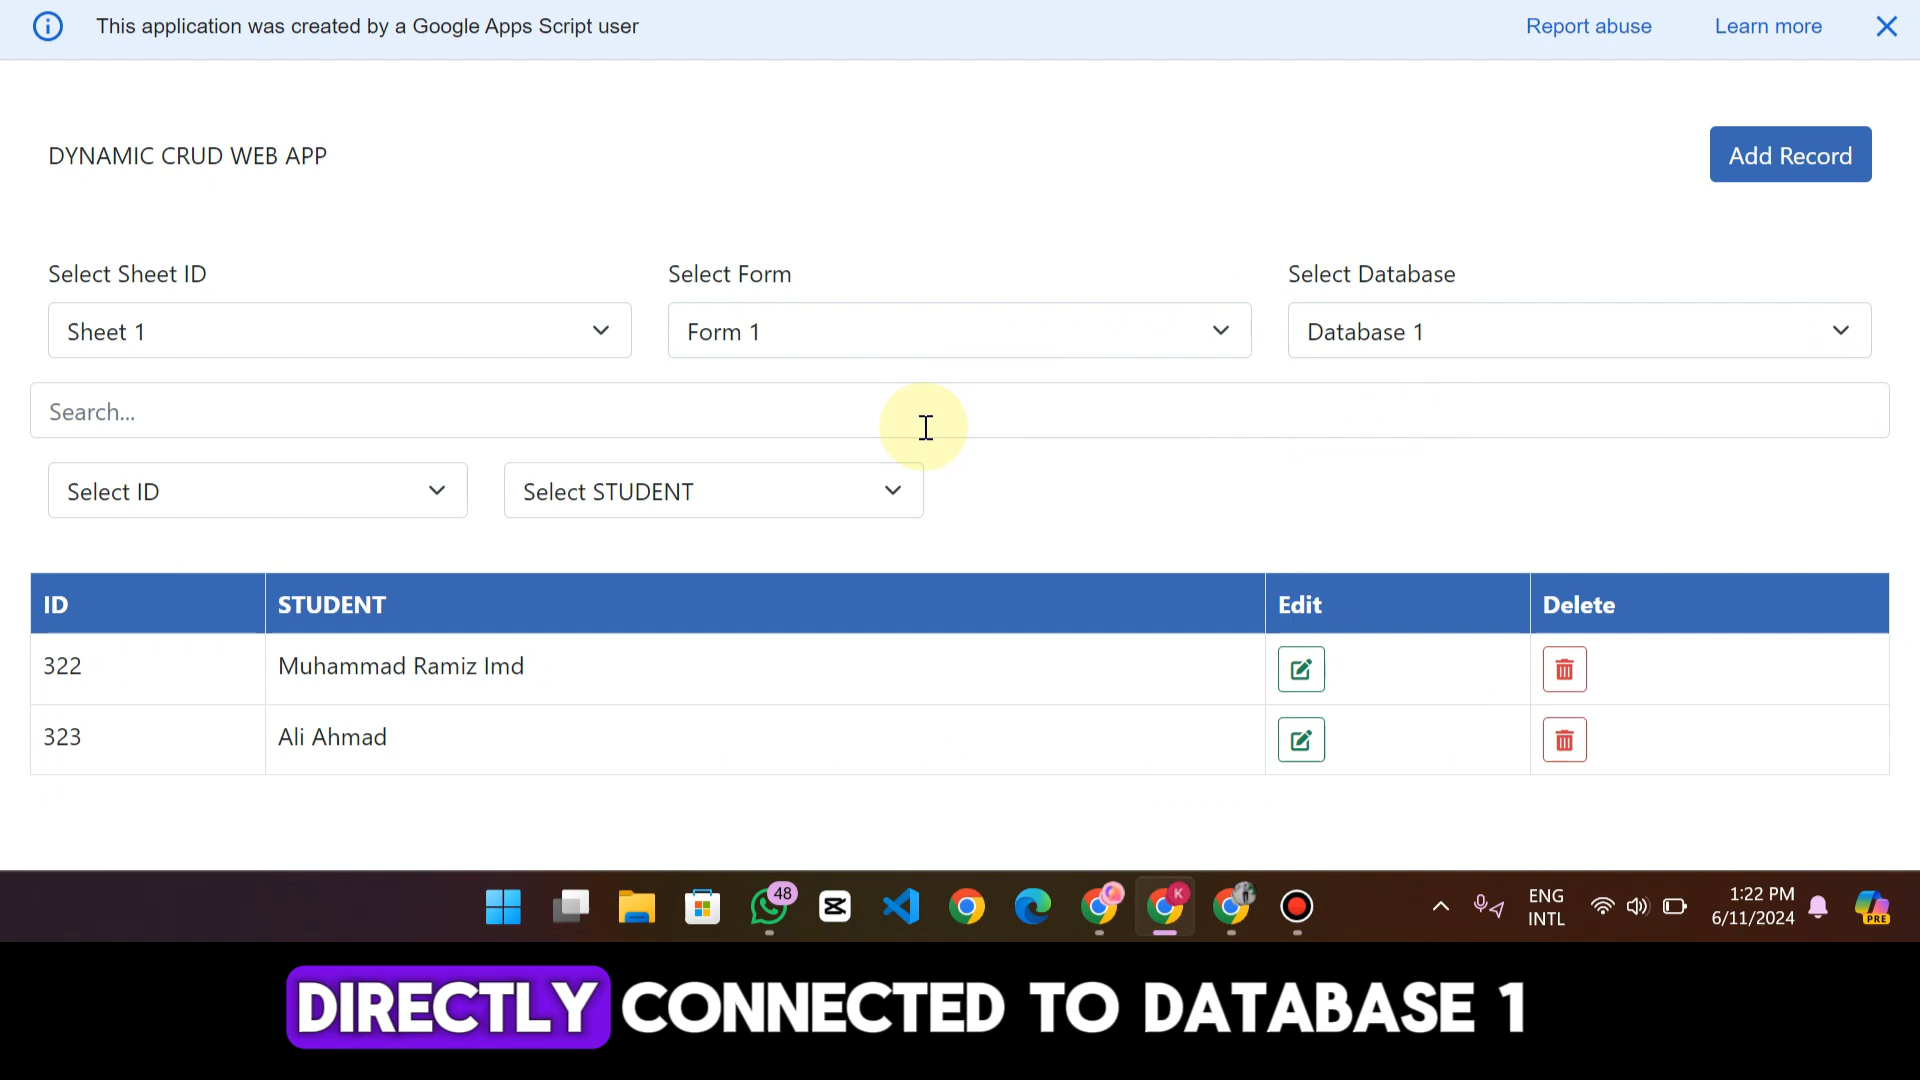 This application was created by a Google Apps Script user Report abuse Learn more
DYNAMIC CRUD WEB APP Add Record
Select Sheet ID Select Form Select Database
Sheet 1 Form 1 Database 1
Search...
Select ID Select STUDENT
ID STUDENT Edit Delete
322 Muhammad Ramiz Imd
323 Ali Ahmad
48 K ENG 1:22 PM
INTL 6/11/2024 PRE
DIRECTLY CONNECTED TO DATABASE 1